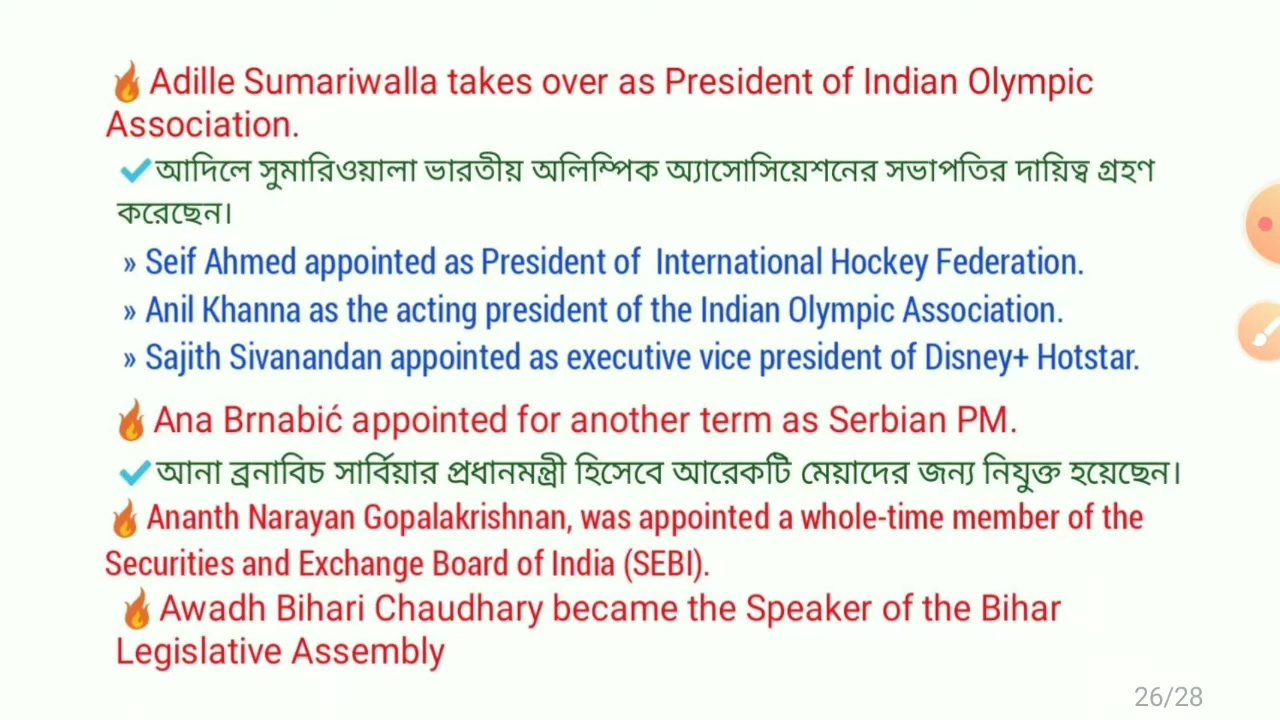 🔥Adille Sumariwalla takes over as President of Indian Olympic
Association.
✔আদিলে সুমারিওয়ালা ভারতীয় অলিম্পিক অ্যাসোসিয়েশনের সভাপতির দায়িত্ব গ্রহণ
করেছেন।
» Seif Ahmed appointed as President of International Hockey Federation.
» Anil Khanna as the acting president of the Indian Olympic Association.
» Sajith Sivanandan appointed as executive vice president of Disney+ Hotstar.
🔥Ana Brnabić appointed for another term as Serbian PM.
✔আনা ব্রনাবিচ সার্বিয়ার প্রধানমন্ত্রী হিসেবে আরেকটি মেয়াদের জন্য নিযুক্ত হয়েছেন।
🔥Ananth Narayan Gopalakrishnan, was appointed a whole-time member of the
Securities and Exchange Board of India (SEBI).
🔥Awadh Bihari Chaudhary became the Speaker of the Bihar
Legislative Assembly
26/28